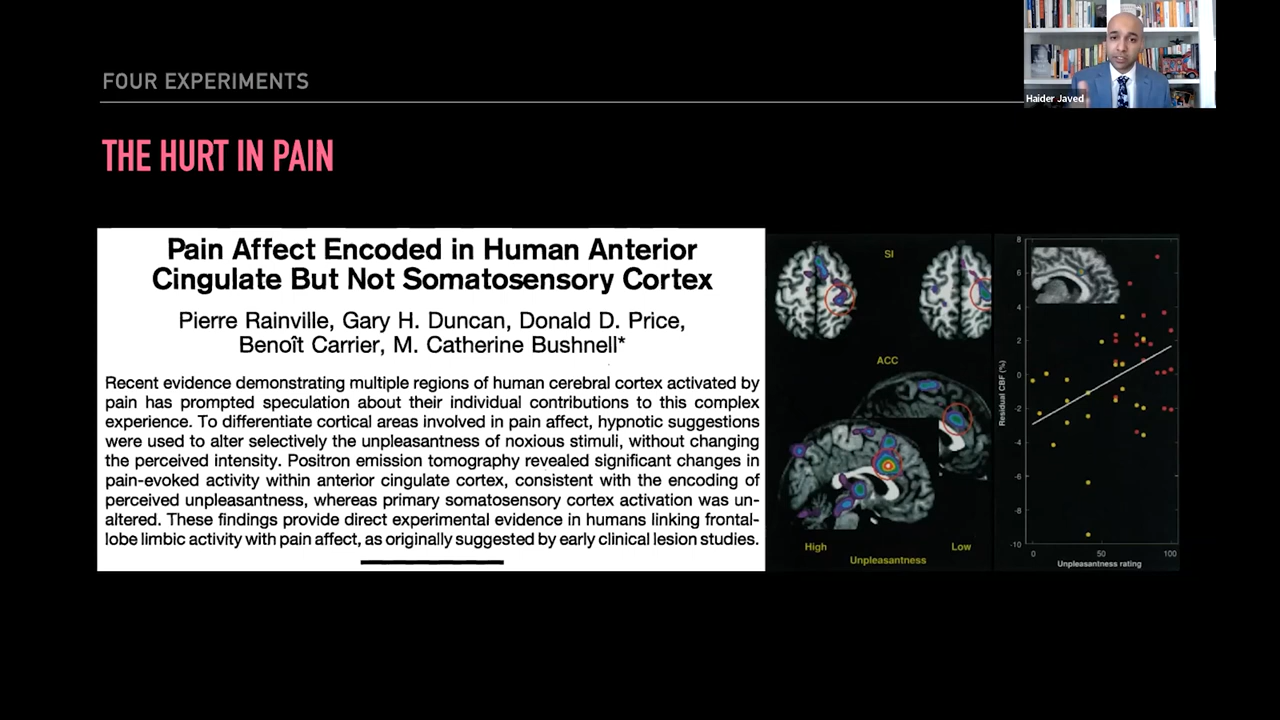 FOUR EXPERIMENTS
Haider Javed
THE HURT IN PAIN
Pain Affect Encoded in Human Anterior
Cingulate But Not Somatosensory Cortex
Pierre Rainville, Gary H. Duncan, Donald D. Price,
Benoît Carrier, M. Catherine Bushnell*
Recent evidence demonstrating multiple regions of human cerebral cortex activated by
pain has prompted speculation about their individual contributions to this complex
experience. To differentiate cortical areas involved in pain affect, hypnotic suggestions
were used to alter selectively the unpleasantness of noxious stimuli, without changing
the perceived intensity. Positron emission tomography revealed significant changes in
pain-evoked activity within anterior cingulate cortex, consistent with the encoding of
perceived unpleasantness, whereas primary somatosensory cortex activation was un-
altered. These findings provide direct experimental evidence in humans linking frontal-
lobe limbic activity with pain affect, as originally suggested by early clinical lesion studies.
SI
ACC
High
Low
Unpleasantness
Residual CBF (%)
8
6
4
2
0
-2
-4
-6
-8
-10
0
50
100
Unpleasantness rating